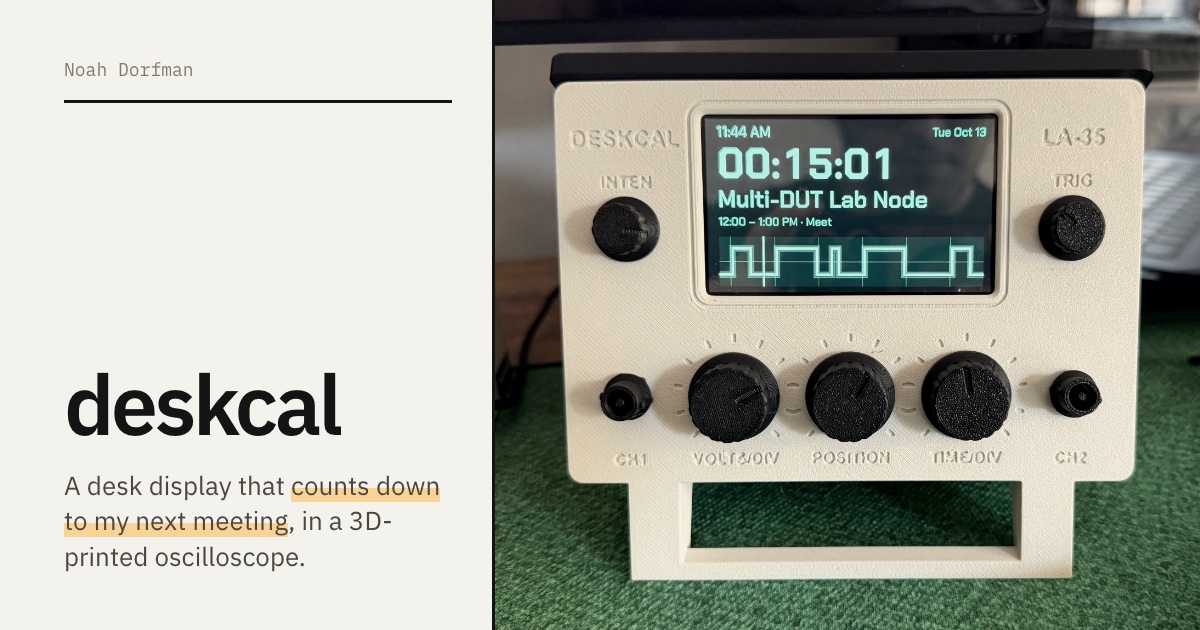 Noah Dorfman
deskcal
A desk display that counts down
to my next meeting, in a 3D-
printed oscilloscope.
DESKCAL
LA-35
INTEN
TRIG
11:44 AM
Tue Oct 13
00:15:01
Multi-DUT Lab Node
12:00 – 1:00 PM · Meet
CH1
VOLTS/DIV
POSITION
TIME/DIV
CH2